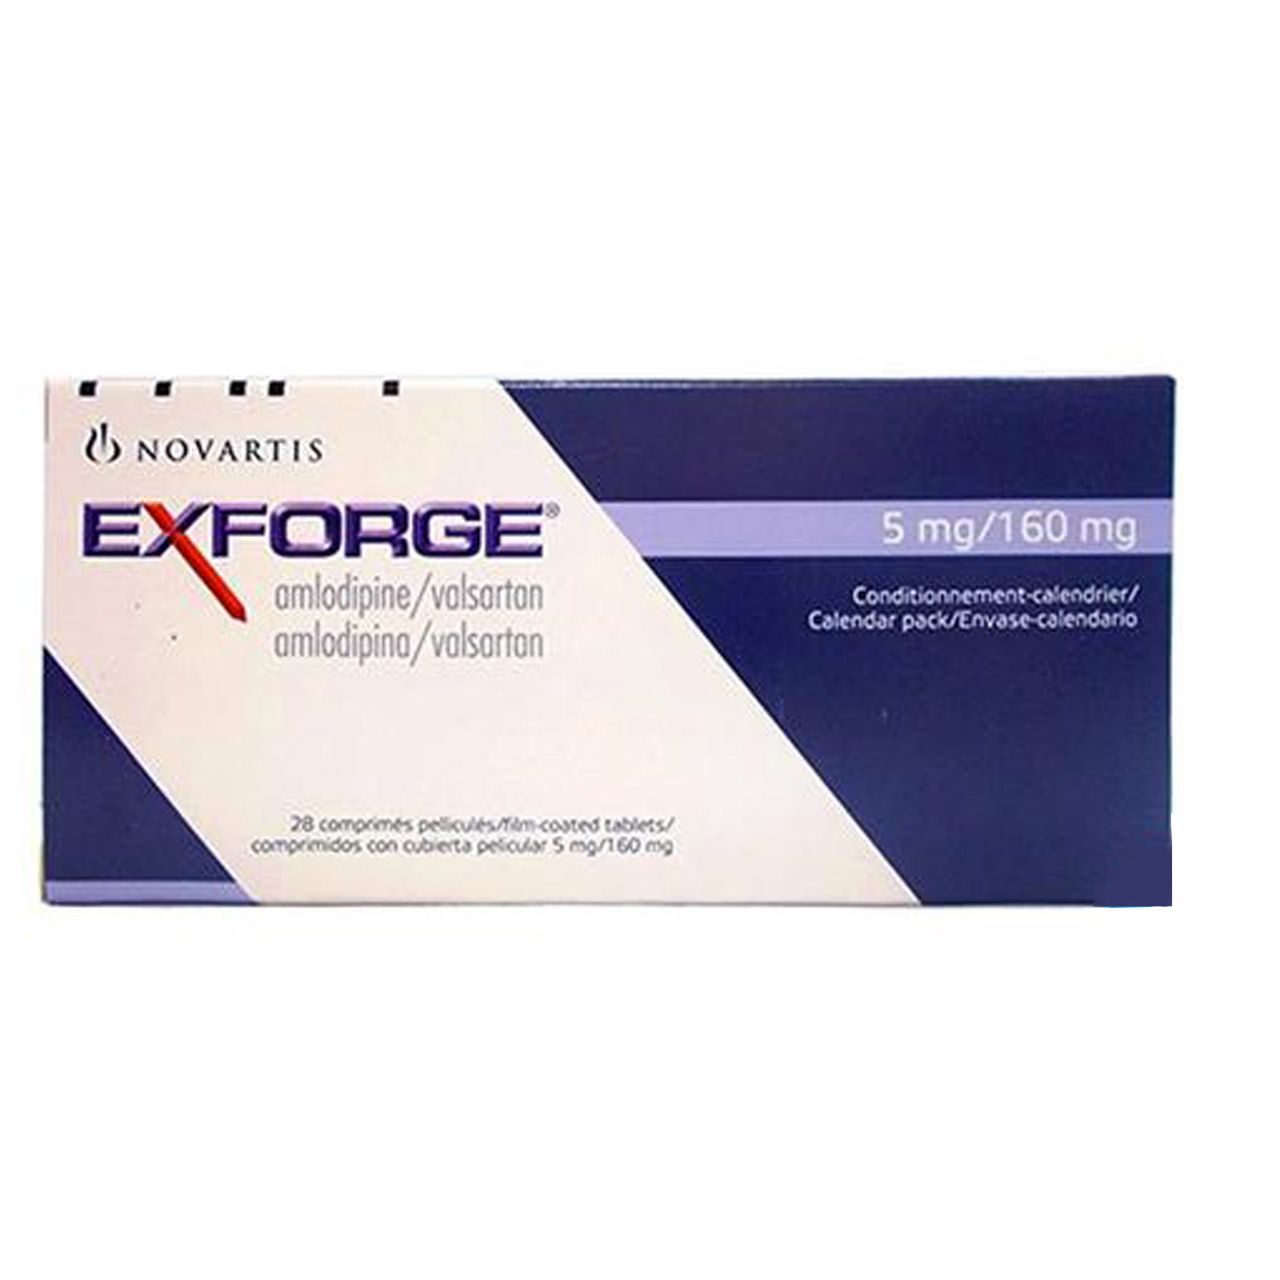 NOVARTIS
EXFORGE®
amlodipine/valsartan
amlodipina/valsartan
5 mg/160 mg
Conditionnement-calendrier/
Calendar pack/Envase-calendario
28 comprimés pelliculés/film-coated tablets/
comprimidos con cubierta pelicular 5 mg/160 mg